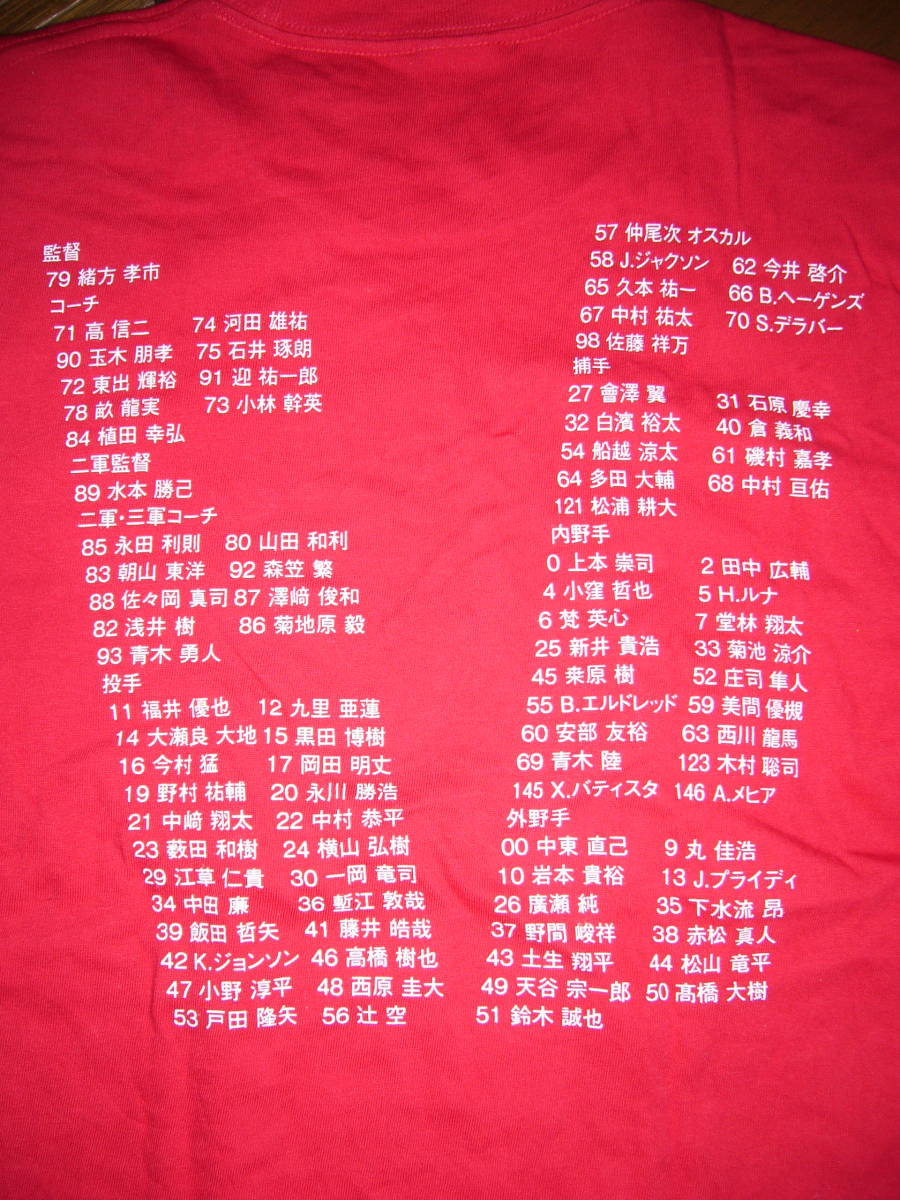 監督
79 緒方 孝市
コーチ
71 高 信二 74 河田 雄祐
90 玉木 朋孝 75 石井 琢朗
72 東出 輝裕 91 迎 祐一郎
78 畝 龍実 73 小林 幹英
84 植田 幸弘
二軍監督
89 水本 勝己
二軍・三軍コーチ
85 永田 利則 80 山田 和利
83 朝山 東洋 92 森笠 繁
88 佐々岡 真司 87 澤﨑 俊和
82 浅井 樹 86 菊地原 毅
93 青木 勇人
投手
11 福井 優也 12 九里 亜蓮
14 大瀬良 大地 15 黒田 博樹
16 今村 猛 17 岡田 明丈
19 野村 祐輔 20 永川 勝浩
21 中﨑 翔太 22 中村 恭平
23 薮田 和樹 24 横山 弘樹
29 江草 仁貴 30 一岡 竜司
34 中田 廉 36 塹江 敦哉
39 飯田 哲矢 41 藤井 皓哉
42 K.ジョンソン 46 高橋 樹也
47 小野 淳平 48 西原 圭大
53 戸田 隆矢 56 辻 空
57 仲尾次 オスカル
58 J.ジャクソン 62 今井 啓介
65 久本 祐一 66 B.ヘーゲンズ
67 中村 祐太 70 S.デラバー
98 佐藤 祥万
捕手
27 會澤 翼 31 石原 慶幸
32 白濱 裕太 40 倉 義和
54 船越 涼太 61 磯村 嘉孝
64 多田 大輔 68 中村 亘佑
121 松浦 耕大
内野手
0 上本 崇司 2 田中 広輔
4 小窪 哲也 5 H.ルナ
6 梵 英心 7 堂林 翔太
25 新井 貴浩 33 菊池 涼介
45 桒原 樹 52 庄司 隼人
55 B.エルドレッド 59 美間 優槻
60 安部 友裕 63 西川 龍馬
69 青木 陸 123 木村 聡司
145 X.バティスタ 146 A.メヒア
外野手
00 中東 直己 9 丸 佳浩
10 岩本 貴裕 13 J.プライディ
26 廣瀬 純 35 下水流 昂
37 野間 峻祥 38 赤松 真人
43 土生 翔平 44 松山 竜平
49 天谷 宗一郎 50 髙橋 大樹
51 鈴木 誠也